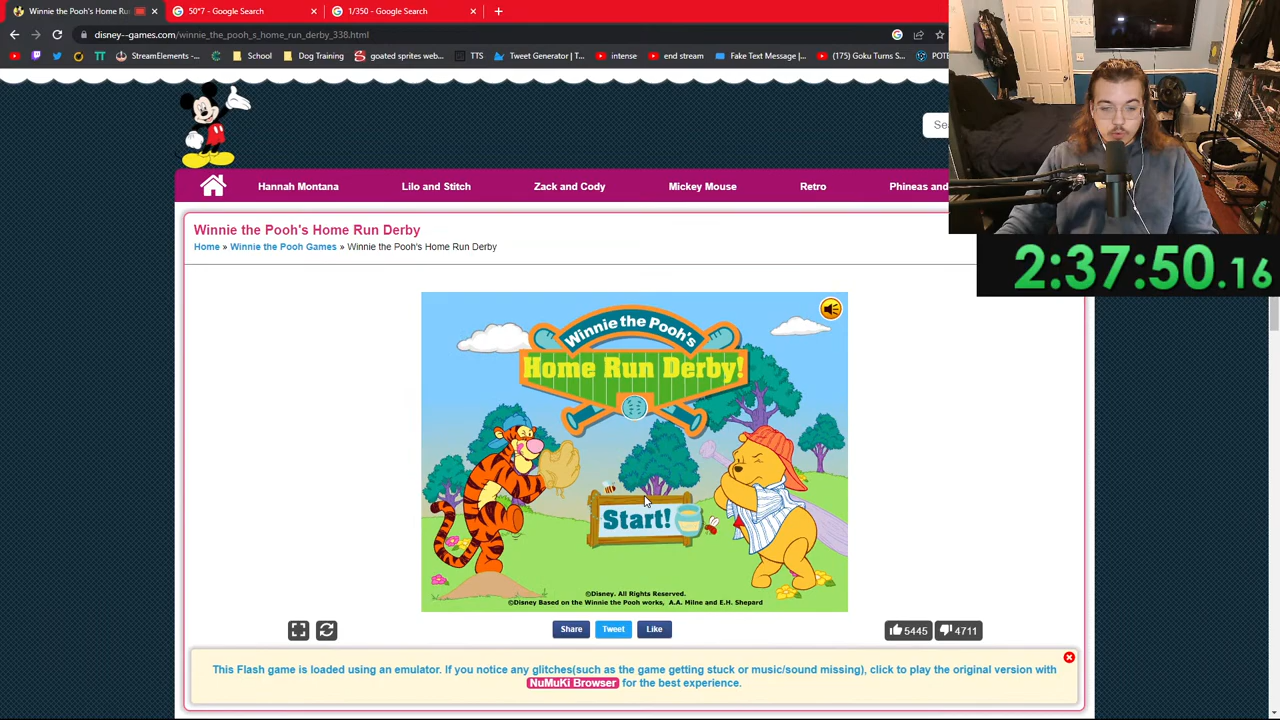 Winnie the Pooh's Home Run
50*7 - Google Search
1/350 - Google Search
disney--games.com/winnie_the_pooh_s_home_run_derby_338.html
StreamElements -
School
Dog Training
goated sprites web...
TTS
Tweet Generator | T...
intense
end stream
Fake Text Message |...
(175) Goku Turns S...
POTE
Sea
Hannah Montana
Lilo and Stitch
Zack and Cody
Mickey Mouse
Retro
Phineas and
2:37:50.16
Winnie the Pooh's Home Run Derby
Home » Winnie the Pooh Games » Winnie the Pooh's Home Run Derby
Winnie the Pooh's
Home Run Derby!
Start!
©Disney. All Rights Reserved.
©Disney Based on the Winnie the Pooh works, A.A. Milne and E.H. Shepard
Share
Tweet
Like
5445
4711
This Flash game is loaded using an emulator. If you notice any glitches(such as the game getting stuck or music/sound missing), click to play the original version with
NuMuKi Browser for the best experience.